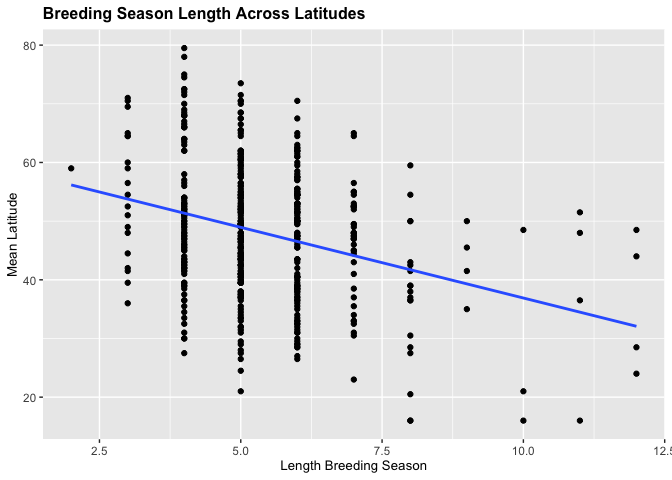 Breeding Season Length Across Latitudes
80
60
40
20
Mean Latitude
2.5 5.0 7.5 10.0 12.5
Length Breeding Season